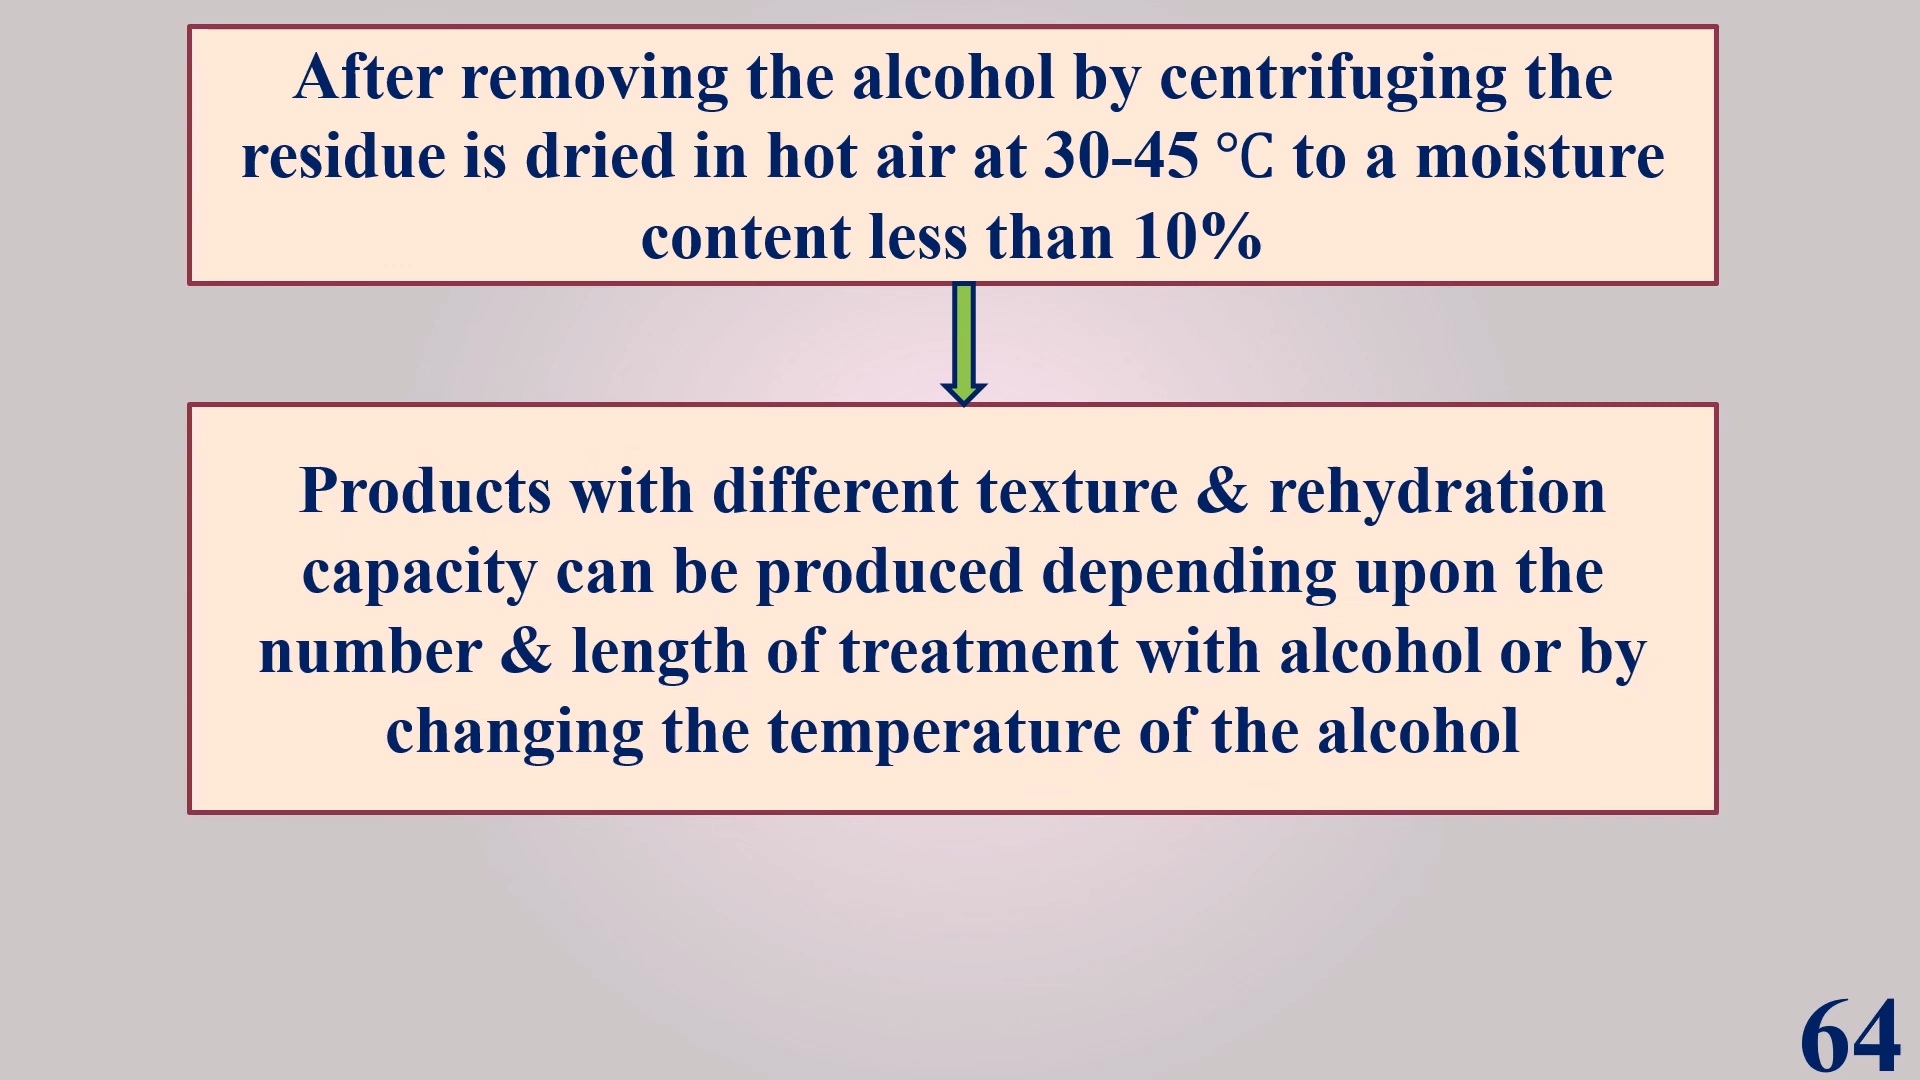 After removing the alcohol by centrifuging the
residue is dried in hot air at 30-45 ℃ to a moisture
content less than 10%
Products with different texture & rehydration
capacity can be produced depending upon the
number & length of treatment with alcohol or by
changing the temperature of the alcohol
64